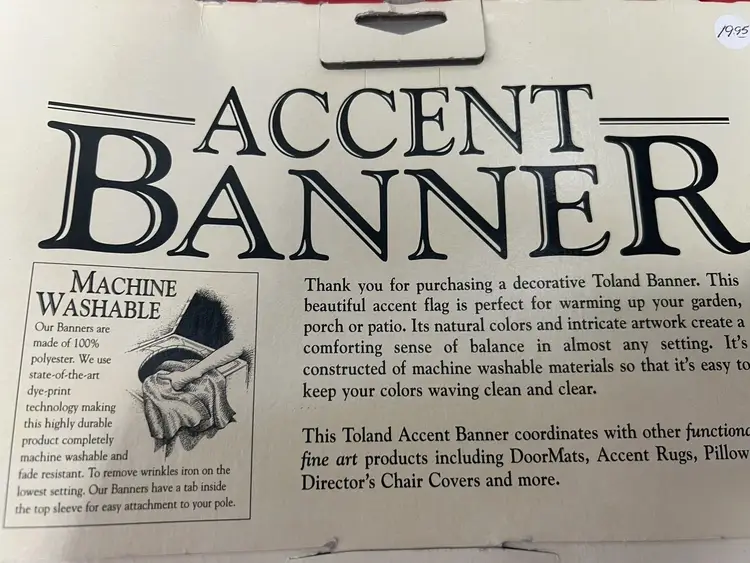 19.95
ACCENT
BANNER
MACHINE
WASHABLE
Our Banners are
made of 100%
polyester. We use
state-of-the-art
dye-print
technology making
this highly durable
product completely
machine washable and
fade resistant. To remove wrinkles iron on the
lowest setting. Our Banners have a tab inside
the top sleeve for easy attachment to your pole.
Thank you for purchasing a decorative Toland Banner. This
beautiful accent flag is perfect for warming up your garden,
porch or patio. Its natural colors and intricate artwork create a
comforting sense of balance in almost any setting. It's
constructed of machine washable materials so that it's easy to
keep your colors waving clean and clear.
This Toland Accent Banner coordinates with other functiona
fine art products including DoorMats, Accent Rugs, Pillow
Director's Chair Covers and more.